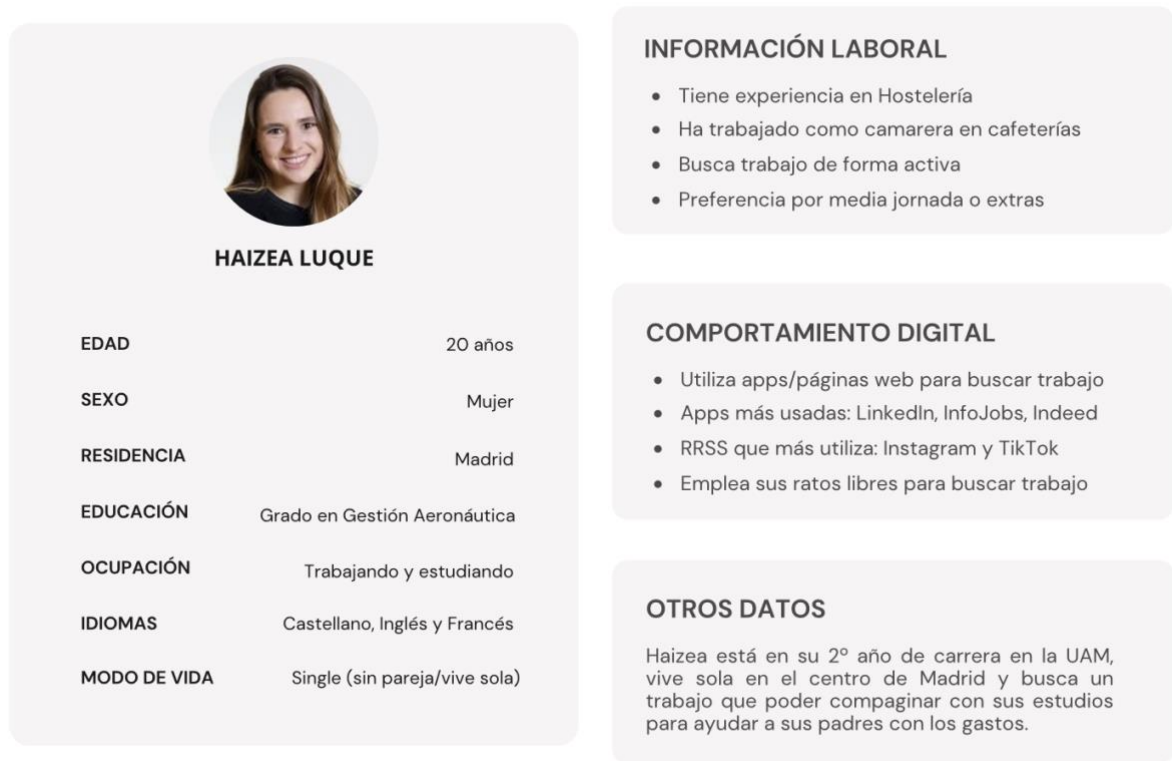 HAIZEA LUQUE
EDAD 20 años
SEXO Mujer
RESIDENCIA Madrid
EDUCACIÓN Grado en Gestión Aeronáutica
OCUPACIÓN Trabajando y estudiando
IDIOMAS Castellano, Inglés y Francés
MODO DE VIDA Single (sin pareja/vive sola)
INFORMACIÓN LABORAL
• Tiene experiencia en Hostelería
• Ha trabajado como camarera en cafeterías
• Busca trabajo de forma activa
• Preferencia por media jornada o extras
COMPORTAMIENTO DIGITAL
• Utiliza apps/páginas web para buscar trabajo
• Apps más usadas: LinkedIn, InfoJobs, Indeed
• RRSS que más utiliza: Instagram y TikTok
• Emplea sus ratos libres para buscar trabajo
OTROS DATOS
Haizea está en su 2º año de carrera en la UAM,
vive sola en el centro de Madrid y busca un
trabajo que poder compaginar con sus estudios
para ayudar a sus padres con los gastos.